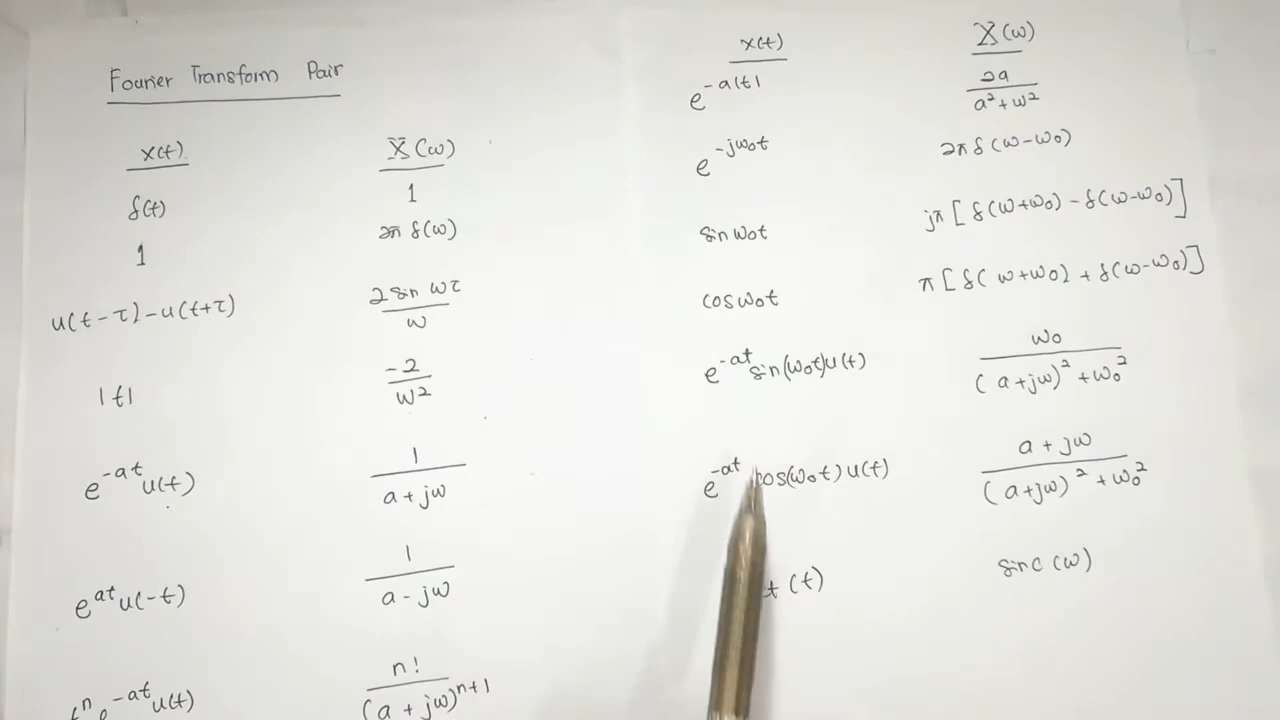 Fourier Transform Pair
x(t) X(ω)
δ(t) 1
1 2π δ(ω)
u(t-τ)-u(t+τ) 2 sin ωτ / ω
|t| -2 / ω²
e^-at u(t) 1 / a+jω
e^at u(-t) 1 / a-jω
t^n e^-at u(t) n! / (a+jω)^n+1
x(t) X(ω)
e^-a|t| 2a / a²+ω²
e^-jω₀t 2π δ(ω-ω₀)
sin ω₀t jπ[δ(ω+ω₀)-δ(ω-ω₀)]
cos ω₀t π[δ(ω+ω₀)+δ(ω-ω₀)]
e^-at sin(ω₀t)u(t) ω₀ / (a+jω)²+ω₀²
e^-at cos(ω₀t)u(t) a+jω / (a+jω)²+ω₀²
t(t) sinc(ω)